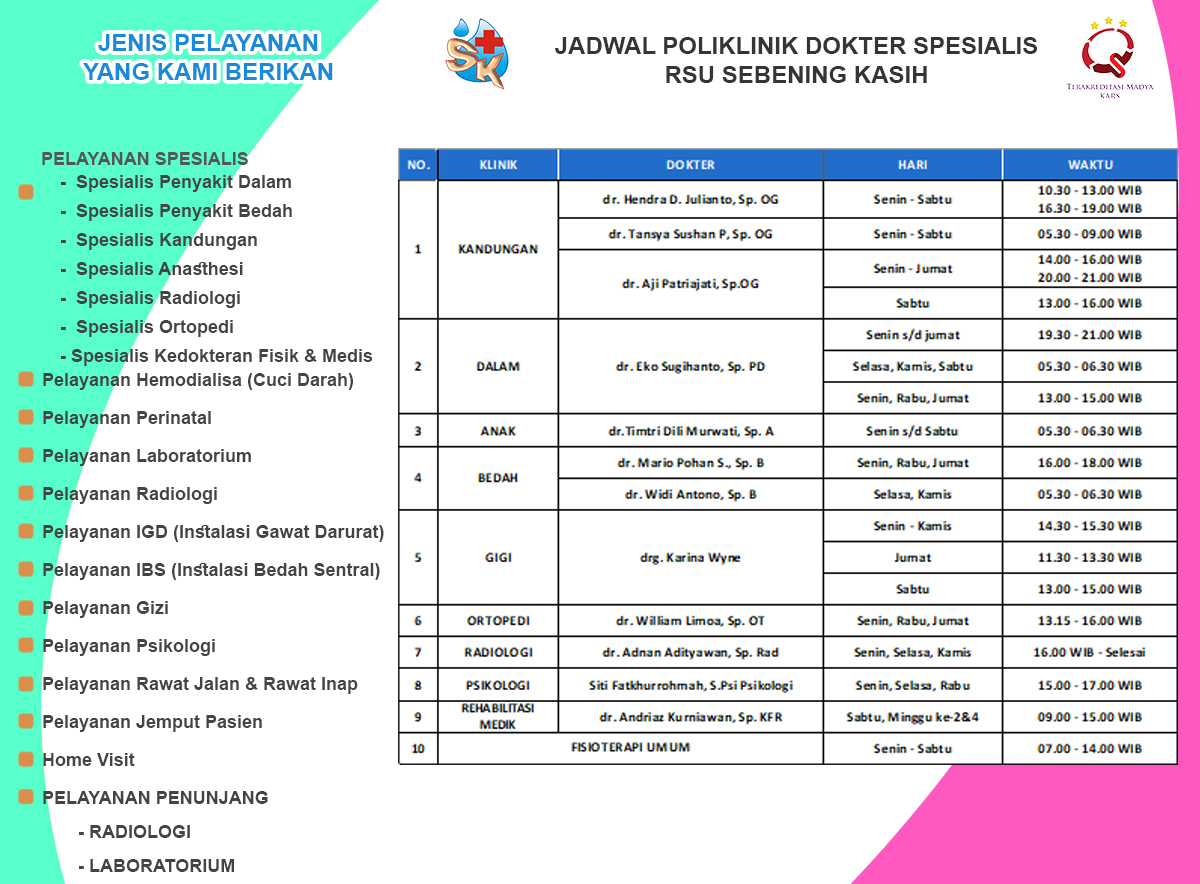 JENIS PELAYANAN
YANG KAMI BERIKAN
SK
JADWAL POLIKLINIK DOKTER SPESIALIS
RSU SEBENING KASIH
TERAKREDITASI MADYA
KARS
PELAYANAN SPESIALIS
- Spesialis Penyakit Dalam
- Spesialis Penyakit Bedah
- Spesialis Kandungan
- Spesialis Anasthesi
- Spesialis Radiologi
- Spesialis Ortopedi
- Spesialis Kedokteran Fisik & Medis
Pelayanan Hemodialisa (Cuci Darah)
Pelayanan Perinatal
Pelayanan Laboratorium
Pelayanan Radiologi
Pelayanan IGD (Instalasi Gawat Darurat)
Pelayanan IBS (Instalasi Bedah Sentral)
Pelayanan Gizi
Pelayanan Psikologi
Pelayanan Rawat Jalan & Rawat Inap
Pelayanan Jemput Pasien
Home Visit
PELAYANAN PENUNJANG
- RADIOLOGI
- LABORATORIUM
NO. KLINIK DOKTER HARI WAKTU
1 KANDUNGAN dr. Hendra D. Julianto, Sp. OG Senin - Sabtu 10.30 - 13.00 WIB
16.30 - 19.00 WIB
dr. Tansya Sushan P, Sp. OG Senin - Sabtu 05.30 - 09.00 WIB
dr. Aji Patriajati, Sp.OG Senin - Jumat 14.00 - 16.00 WIB
20.00 - 21.00 WIB
Sabtu 13.00 - 16.00 WIB
2 DALAM dr. Eko Sugihanto, Sp. PD Senin s/d jumat 19.30 - 21.00 WIB
Selasa, Kamis, Sabtu 05.30 - 06.30 WIB
Senin, Rabu, Jumat 13.00 - 15.00 WIB
3 ANAK dr.Timtri Dili Murwati, Sp. A Senin s/d Sabtu 05.30 - 06.30 WIB
4 BEDAH dr. Mario Pohan S., Sp. B Senin, Rabu, Jumat 16.00 - 18.00 WIB
dr. Widi Antono, Sp. B Selasa, Kamis 05.30 - 06.30 WIB
5 GIGI drg. Karina Wyne Senin - Kamis 14.30 - 15.30 WIB
Jumat 11.30 - 13.30 WIB
Sabtu 13.00 - 15.00 WIB
6 ORTOPEDI dr. William Limoa, Sp. OT Senin, Rabu, Jumat 13.15 - 16.00 WIB
7 RADIOLOGI dr. Adnan Adityawan, Sp. Rad Senin, Selasa, Kamis 16.00 WIB - Selesai
8 PSIKOLOGI Siti Fatkhurrohmah, S.Psi Psikologi Senin, Selasa, Rabu 15.00 - 17.00 WIB
9 REHABILITASI MEDIK dr. Andriaz Kurniawan, Sp. KFR Sabtu, Minggu ke-2&4 09.00 - 15.00 WIB
10 FISIOTERAPI UMUM Senin - Sabtu 07.00 - 14.00 WIB